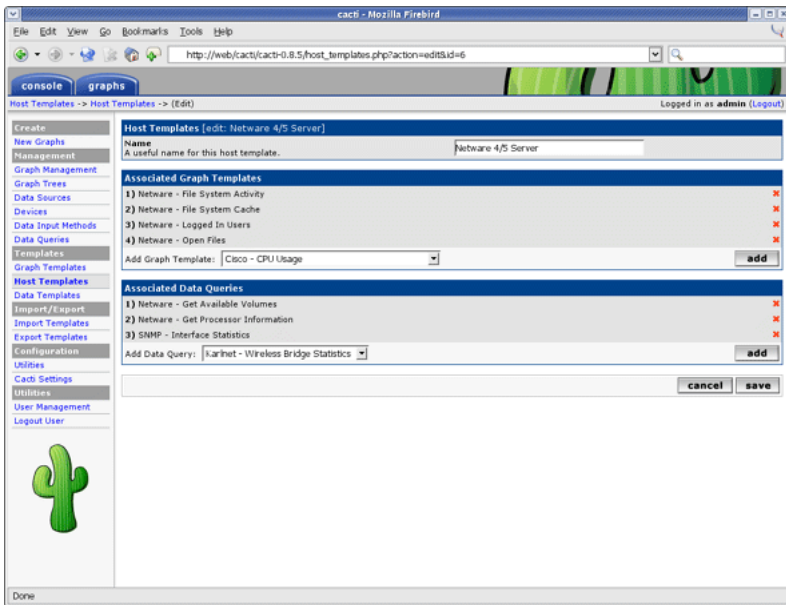 cacti - Mozilla Firebird
File Edit View Go Bookmarks Tools Help
http://web/cacti/cacti-0.8.5/host_templates.php?action=edit&id=6
console graphs
Host Templates -> Host Templates -> (Edit) Logged in as admin (Logout)
Create
New Graphs
Management
Graph Management
Graph Trees
Data Sources
Devices
Data Input Methods
Data Queries
Templates
Graph Templates
Host Templates
Data Templates
Import/Export
Import Templates
Export Templates
Configuration
Utilities
Cacti Settings
Utilities
User Management
Logout User
Host Templates [edit: Netware 4/5 Server]
Name
A useful name for this host template.
Netware 4/5 Server
Associated Graph Templates
1) Netware - File System Activity
2) Netware - File System Cache
3) Netware - Logged In Users
4) Netware - Open Files
Add Graph Template: Cisco - CPU Usage add
Associated Data Queries
1) Netware - Get Available Volumes
2) Netware - Get Processor Information
3) SNMP - Interface Statistics
Add Data Query: Karlnet - Wireless Bridge Statistics add
cancel save
Done